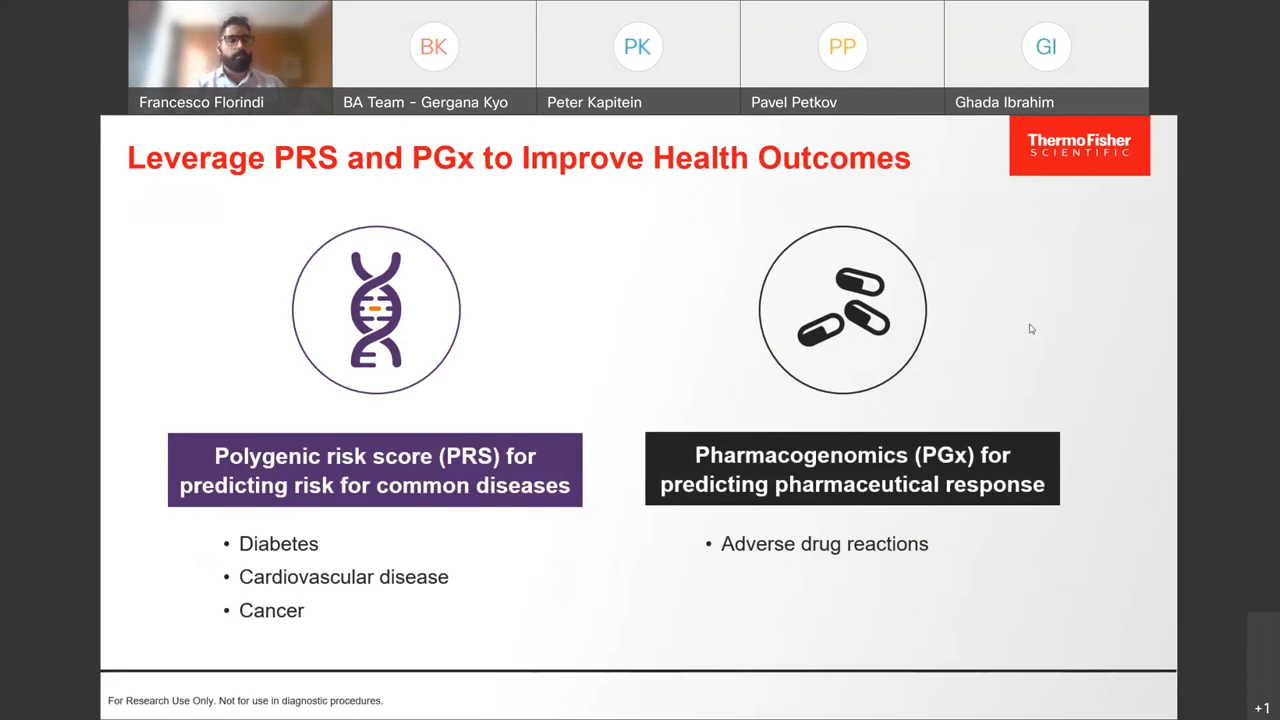 BK
PK
PP
GI
Francesco Florindi
BA Team - Gergana Kyo
Peter Kapitein
Pavel Petkov
Ghada Ibrahim
Leverage PRS and PGx to Improve Health Outcomes
ThermoFisher
SCIENTIFIC
Polygenic risk score (PRS) for
predicting risk for common diseases
• Diabetes
• Cardiovascular disease
• Cancer
Pharmacogenomics (PGx) for
predicting pharmaceutical response
• Adverse drug reactions
For Research Use Only. Not for use in diagnostic procedures.
+1